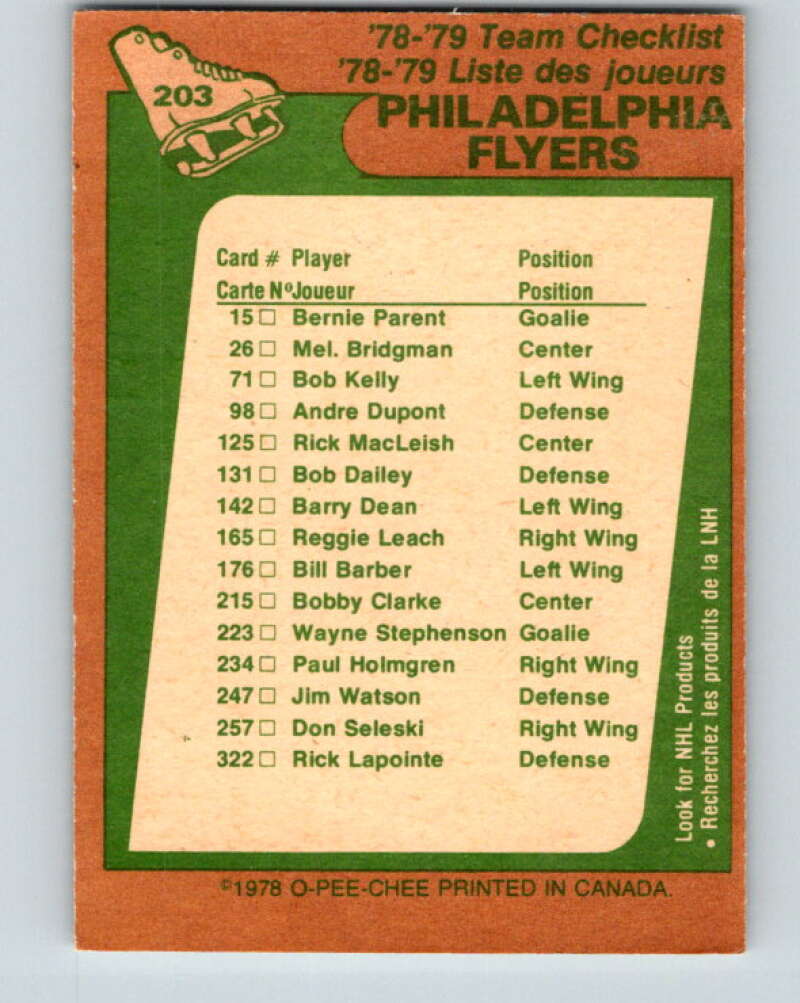 203
'78-'79 Team Checklist
'78-'79 Liste des joueurs
PHILADELPHIA
FLYERS
Card # Player Position
Carte Nº Joueur Position
15 □ Bernie Parent Goalie
26 □ Mel. Bridgman Center
71 □ Bob Kelly Left Wing
98 □ Andre Dupont Defense
125 □ Rick MacLeish Center
131 □ Bob Dailey Defense
142 □ Barry Dean Left Wing
165 □ Reggie Leach Right Wing
176 □ Bill Barber Left Wing
215 □ Bobby Clarke Center
223 □ Wayne Stephenson Goalie
234 □ Paul Holmgren Right Wing
247 □ Jim Watson Defense
257 □ Don Seleski Right Wing
322 □ Rick Lapointe Defense
Look for NHL Products
• Recherchez les produits de la LNH
©1978 O-PEE-CHEE PRINTED IN CANADA.